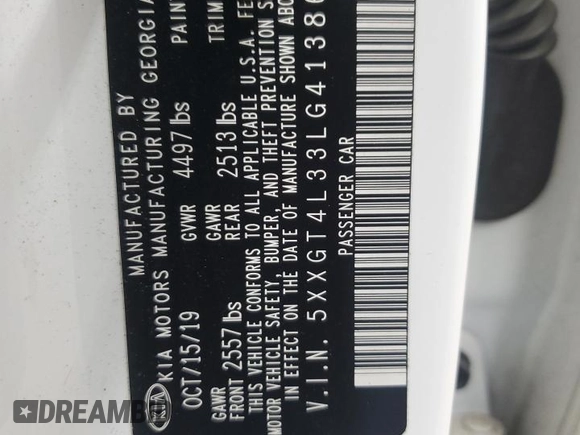 MANUFACTURED BY
KIA MOTORS MANUFACTURING GEORGIA
OCT/15/19 GVWR 4497 lbs PAIN
GAWR GAWR TRIM
FRONT 2557 lbs REAR 2513 lbs
THIS VEHICLE CONFORMS TO ALL APPLICABLE U.S.A. FE
MOTOR VEHICLE SAFETY, BUMPER, AND THEFT PREVENTION S
IN EFFECT ON THE DATE OF MANUFACTURE SHOWN ABO
V.I.N. 5XXGT4L33LG41386
PASSENGER CAR
KIA